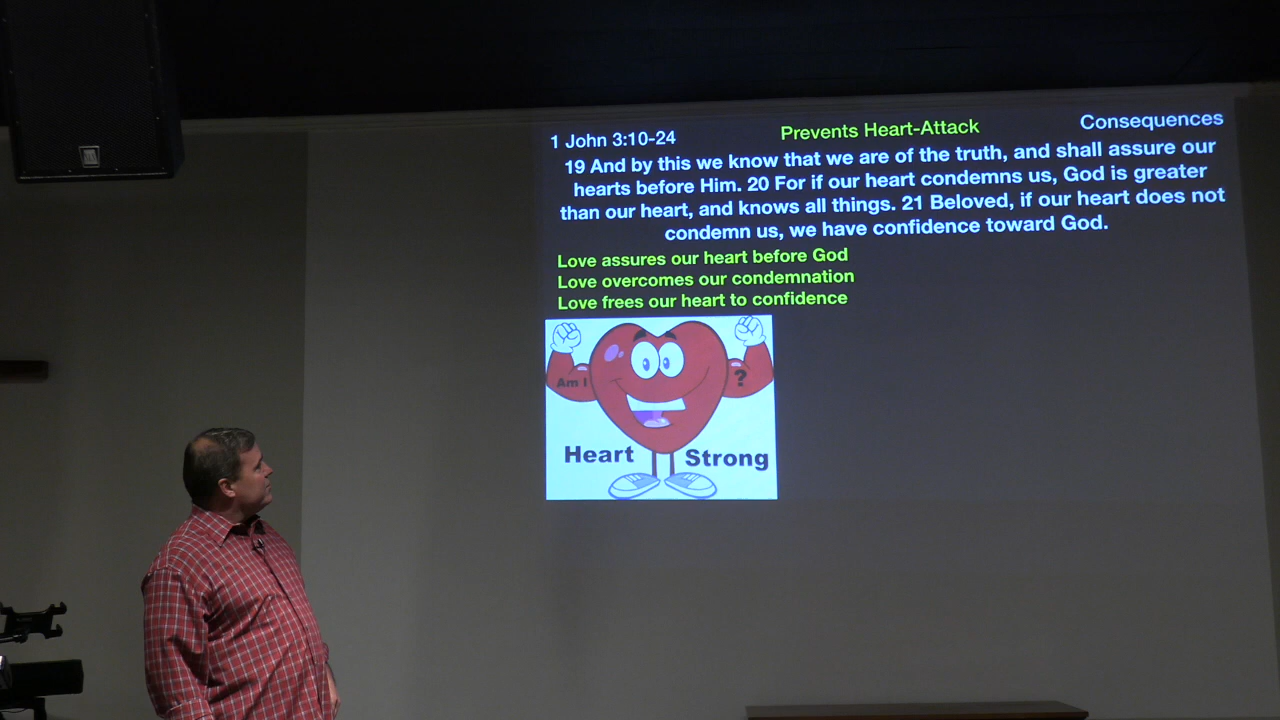 1 John 3:10-24 Prevents Heart-Attack Consequences
19 And by this we know that we are of the truth, and shall assure our
hearts before Him. 20 For if our heart condemns us, God is greater
than our heart, and knows all things. 21 Beloved, if our heart does not
condemn us, we have confidence toward God.
Love assures our heart before God
Love overcomes our condemnation
Love frees our heart to confidence
Am I ?
Heart Strong